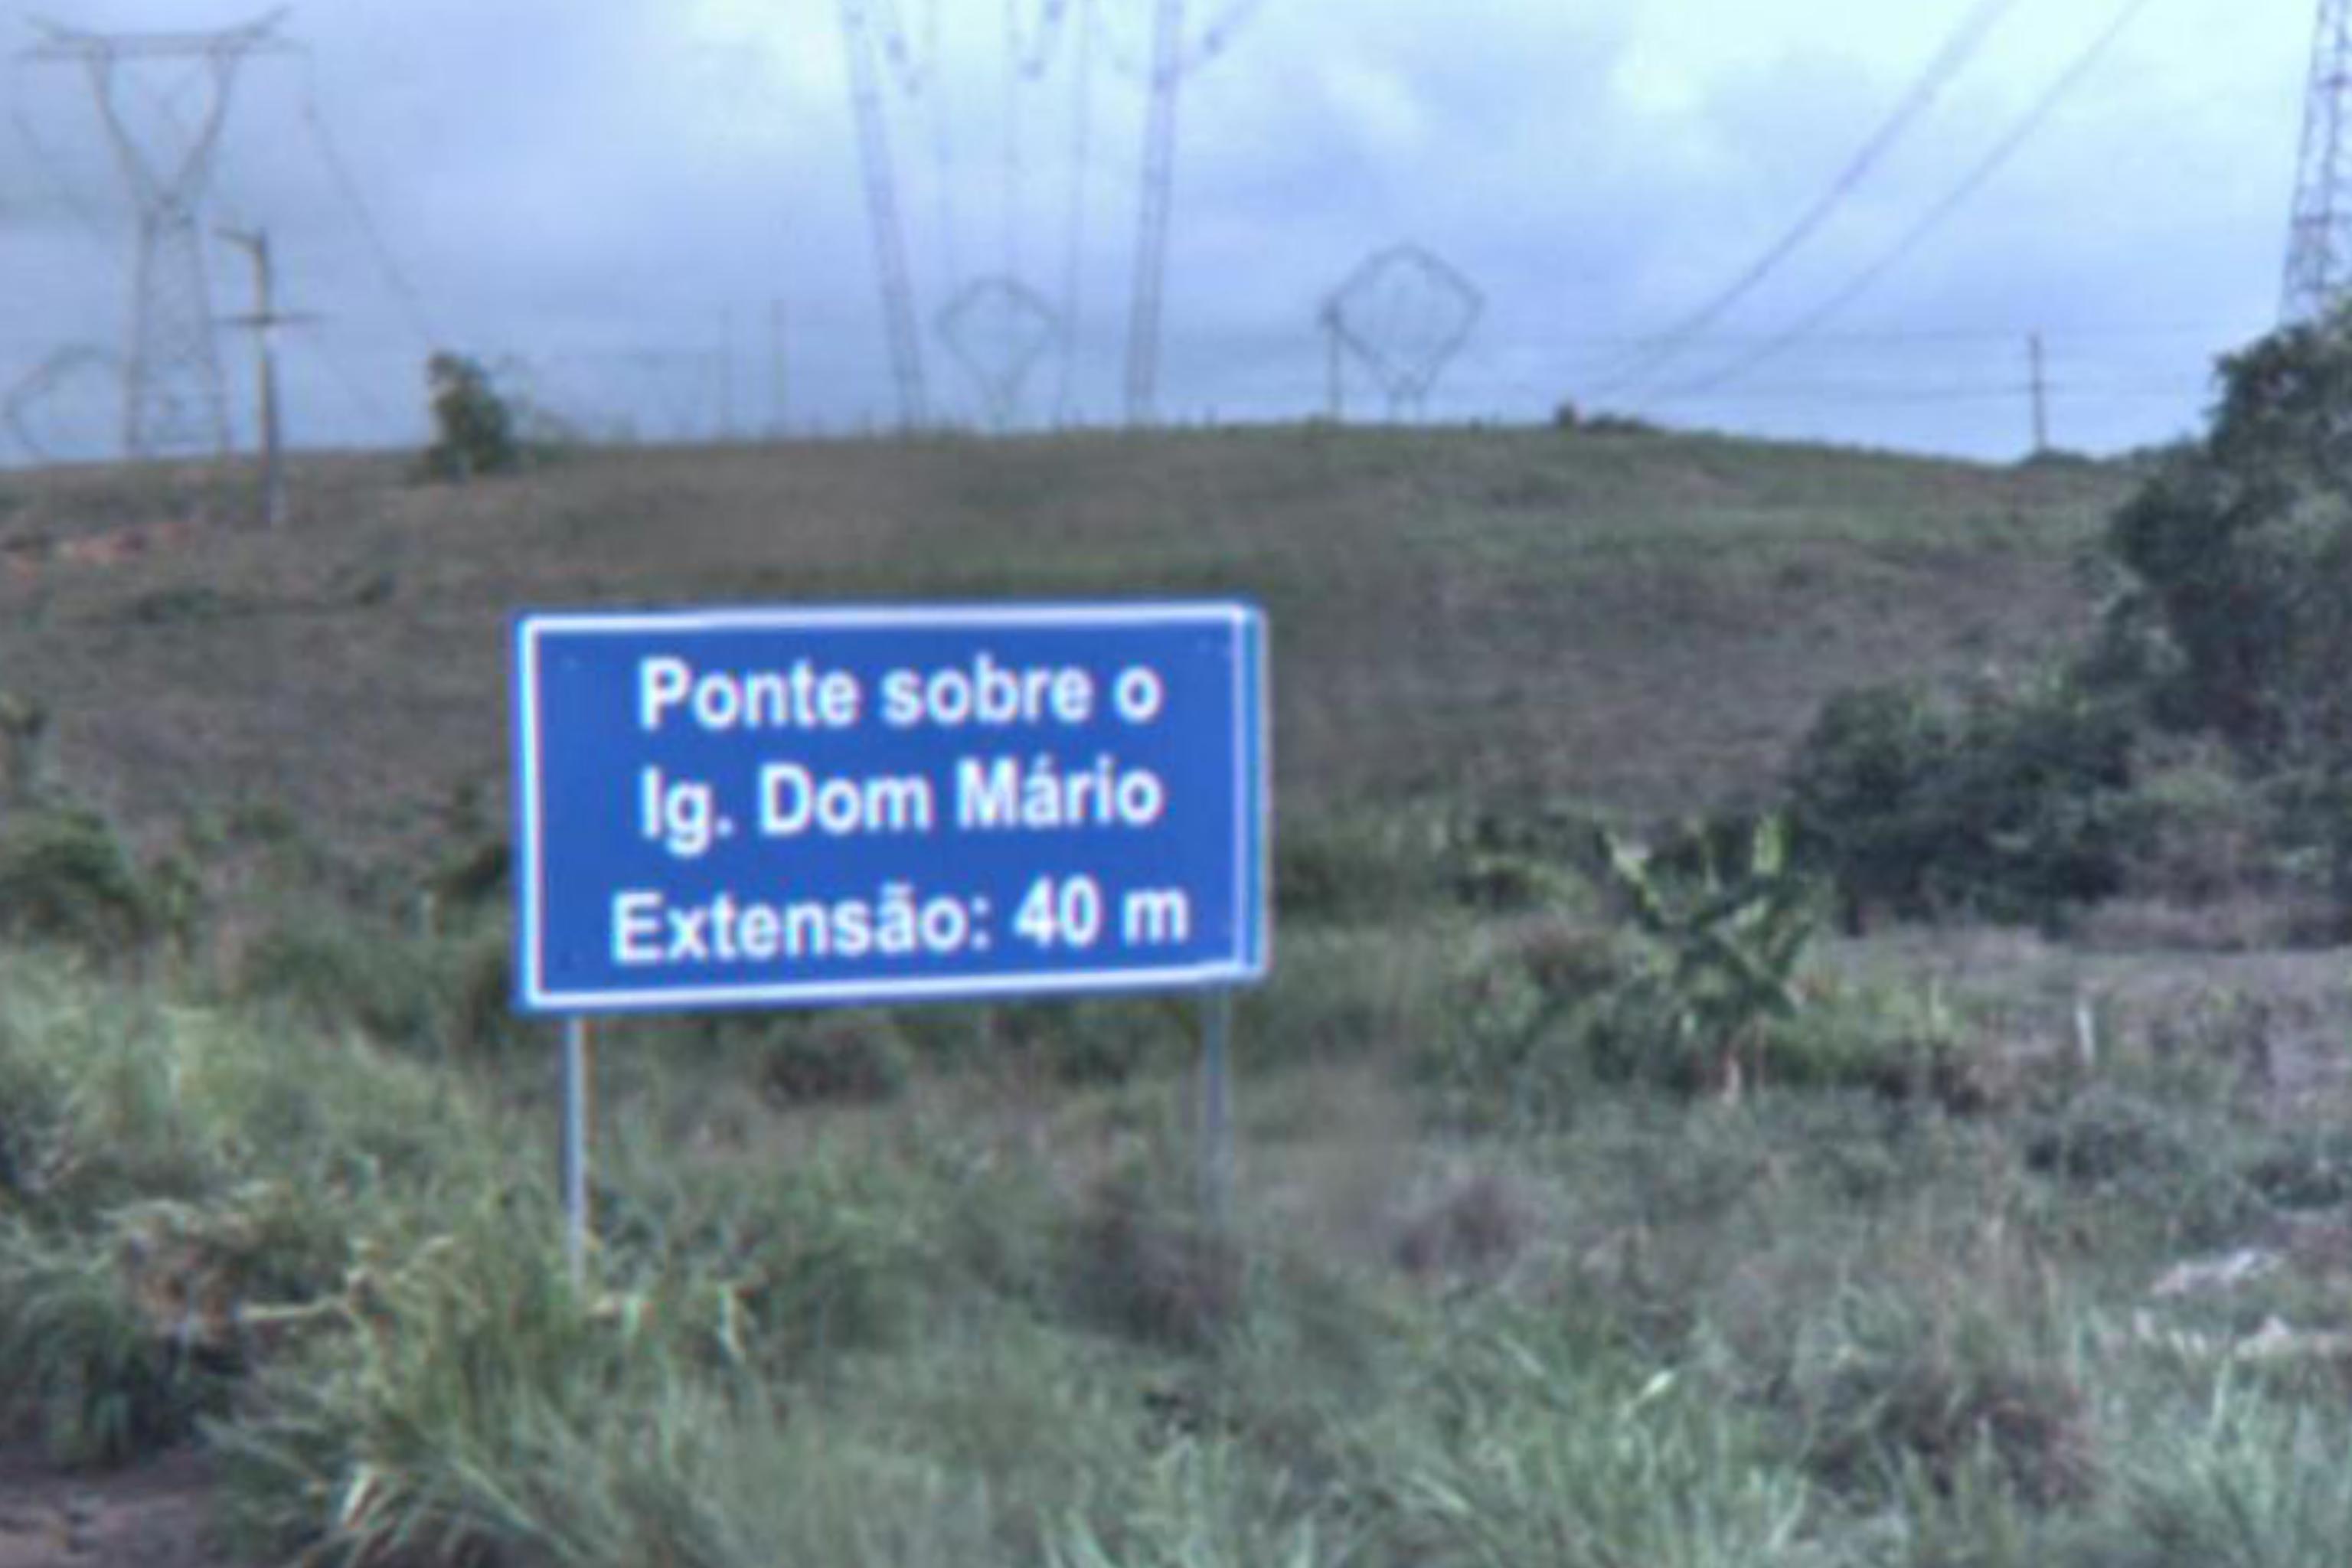 Ponte sobre o
Ig. Dom Mário
Extensão: 40 m